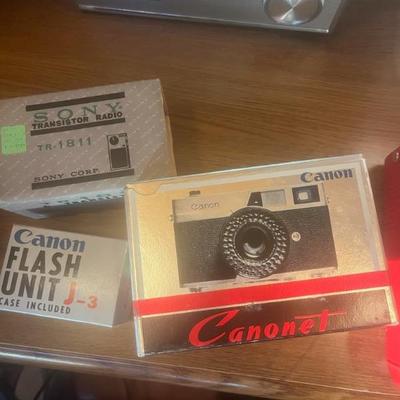 SONY
TRANSISTOR RADIO
TR-1811
SONY CORP.
Canon
FLASH
UNIT J-3
CASE INCLUDED
Canon
Canon
Canonet